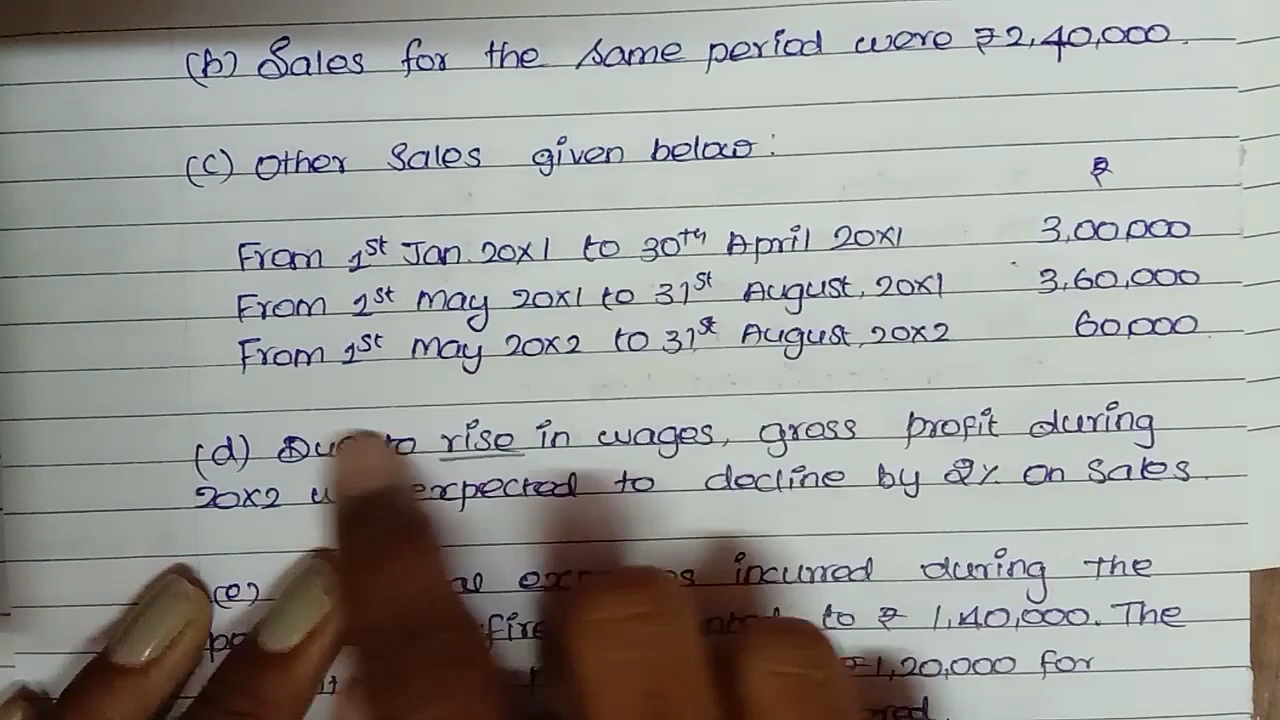 (b) Sales for the same period were ₹2,40,000.
(c) Other Sales given below:
₹
From 1st Jan. 20x1 to 30th April 20x1 3,00,000
From 1st May 20x1 to 31st August, 20x1 3,60,000
From 1st May 20x2 to 31st August, 20x2 60,000
(d) Due to rise in wages, gross profit during
20x2 expected to decline by 2% on sales.
(e) incurred during the
fire to ₹ 1,40,000. The
₹1,20,000 for